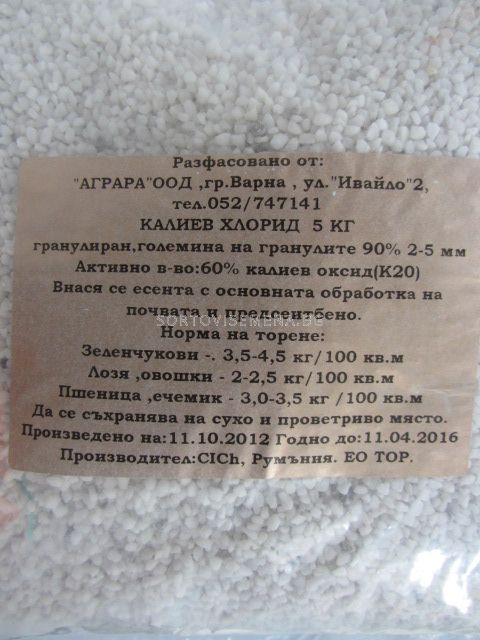 Разфасовано от:
"АГРАРА"ООД ,гр.Варна , ул."Ивайло"2,
тел.052/747141
КАЛИЕВ ХЛОРИД 5 КГ
гранулиран,големина на гранулите 90% 2-5 мм
Активно в-во:60% калиев оксид(К20)
Внася се есента с основната обработка на
почвата и предсеитбено.
SORTOVISEMENA.BG
Норма на торене:
Зеленчукови -. 3,5-4,5 кг/100 кв.м
Лозя ,овошки - 2-2,5 кг/100 кв.м
Пшеница ,ечемик - 3,0-3,5 кг /100 кв.м
Да се съхранява на сухо и проветриво място.
Произведено на:11.10.2012 Годно до:11.04.2016
Производител:CICh, Румъния. ЕО ТОР.